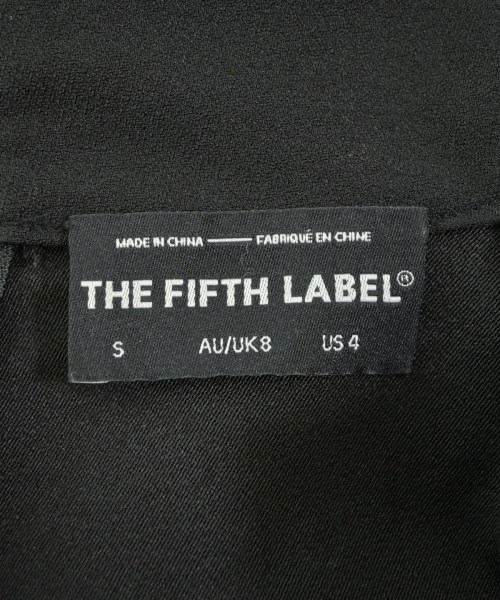 MADE IN CHINA —— FABRIQUÉ EN CHINE
THE FIFTH LABEL®
S AU/UK 8 US 4